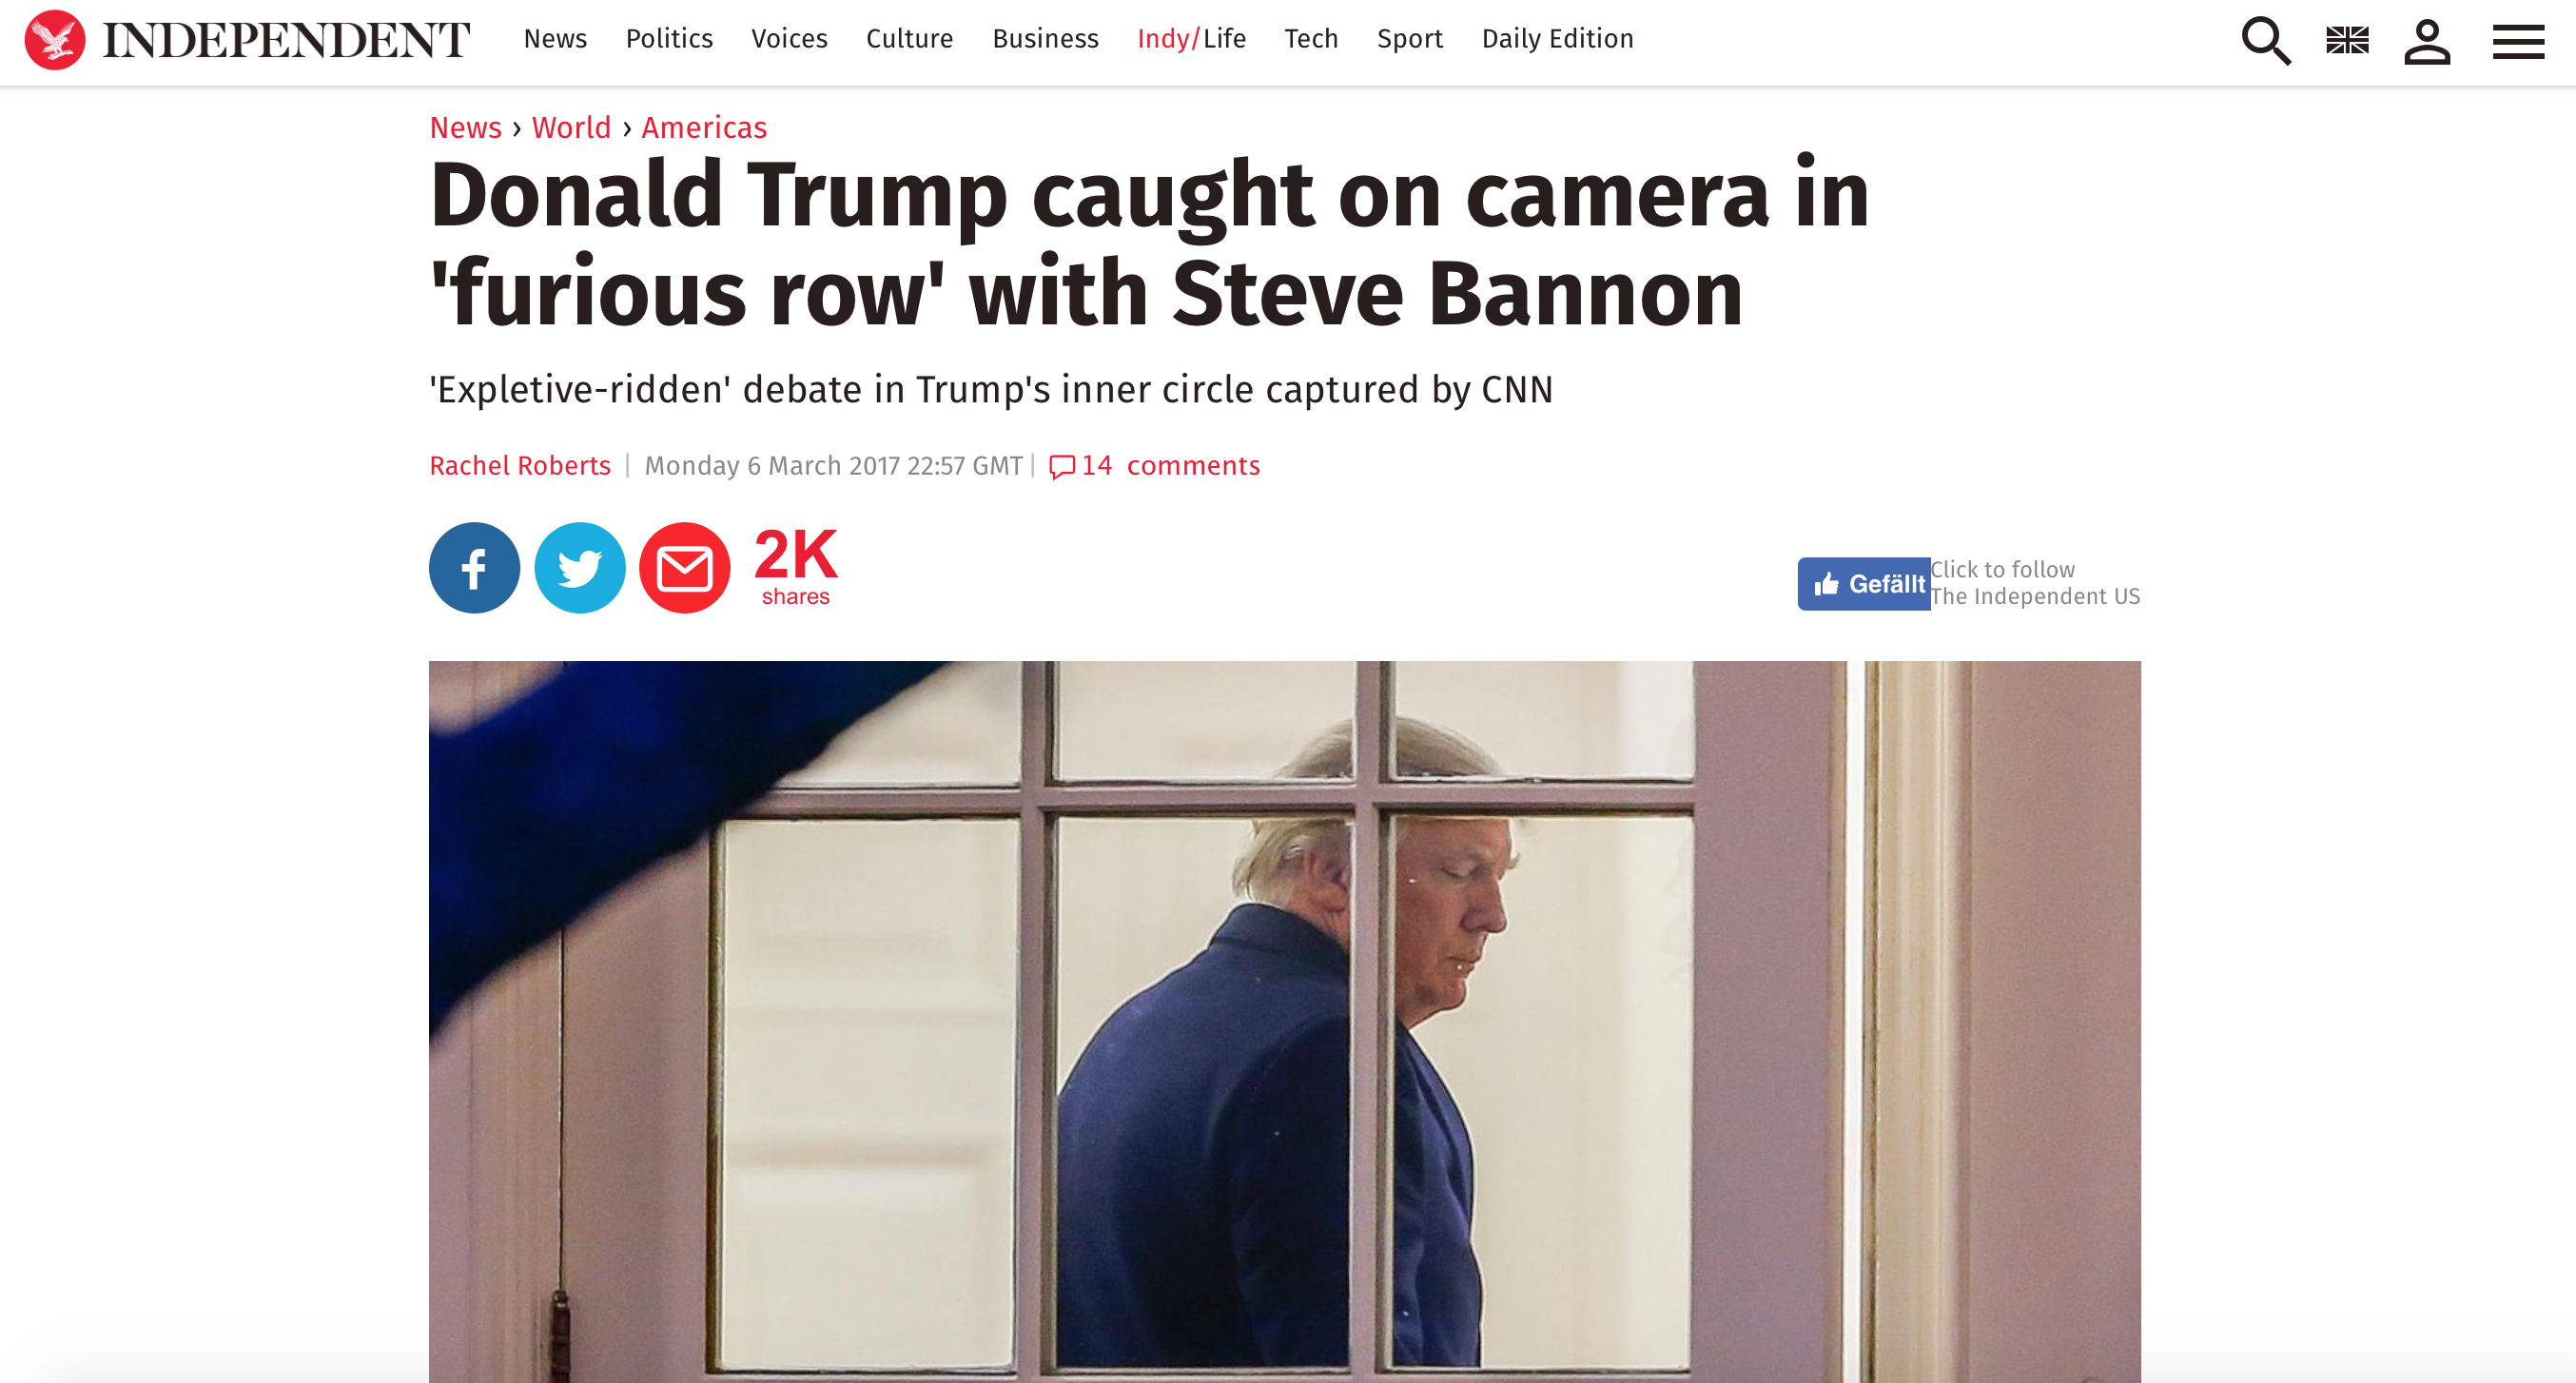 INDEPENDENT News Politics Voices Culture Business Indy/Life Tech Sport Daily Edition
News › World › Americas
Donald Trump caught on camera in
'furious row' with Steve Bannon
'Expletive-ridden' debate in Trump's inner circle captured by CNN
Rachel Roberts | Monday 6 March 2017 22:57 GMT | 14 comments
2K
shares
Gefällt
Click to follow
The Independent US